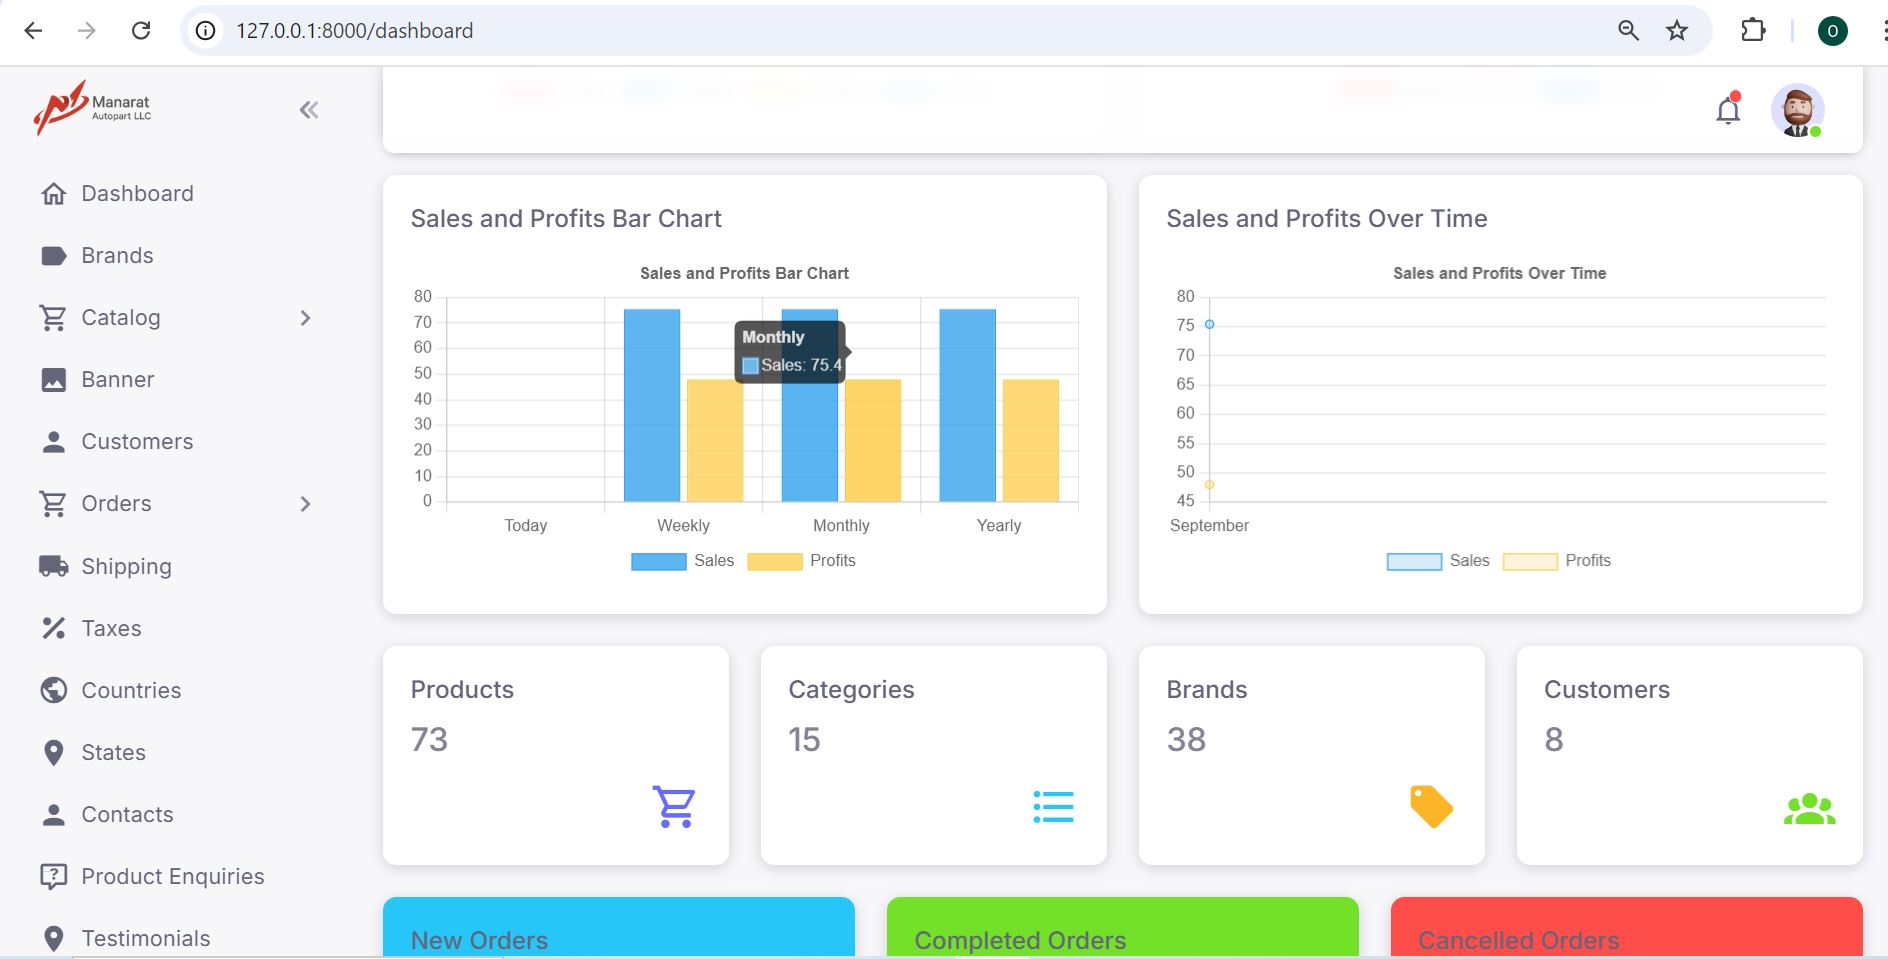 127.0.0.1:8000/dashboard
O
Manarat
Autopart LLC
Dashboard
Brands
Catalog
Banner
Customers
Orders
Shipping
Taxes
Countries
States
Contacts
Product Enquiries
Testimonials
Sales and Profits Bar Chart
Sales and Profits Bar Chart
80
70
60
50
40
30
20
10
0
Monthly
Sales: 75.4
Today Weekly Monthly Yearly
Sales Profits
Sales and Profits Over Time
Sales and Profits Over Time
80
75
70
65
60
55
50
45
September
Sales Profits
Products
73
Categories
15
Brands
38
Customers
8
New Orders
Completed Orders
Cancelled Orders